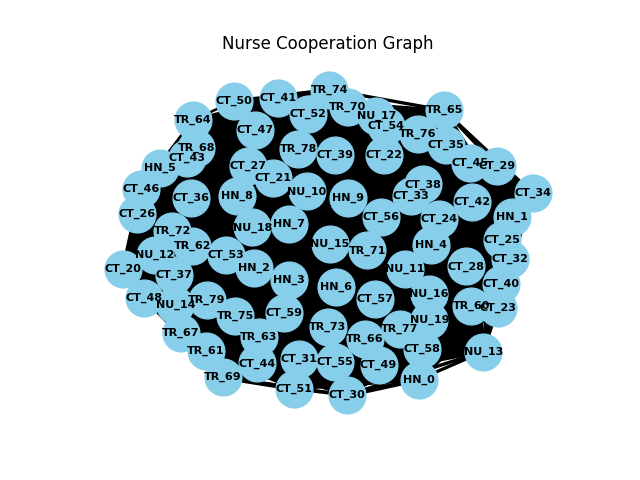 Nurse Cooperation Graph
TR_74
CT_41
CT_50
TR_70
TR_65
CT_52
NU_17
TR_64
CT_54
CT_47
TR_76
CT_35
TR_68
TR_78
CT_39
CT_22
CT_43
CT_45
CT_29
HN_5
CT_27
CT_21
CT_38
CT_46
NU_10
CT_34
CT_36
HN_8
HN_9
CT_33
CT_42
CT_26
CT_56
HN_1
CT_24
HN_7
NU_18
TR_72
CT_25
NU_15
HN_4
TR_62
TR_71
NU_12
CT_53
CT_32
CT_20
HN_2
NU_11
CT_28
CT_37
HN_3
CT_40
HN_6
NU_16
CT_48
TR_79
CT_57
NU_14
TR_60
CT_23
CT_59
TR_75
NU_19
TR_73
TR_77
TR_67
TR_63
TR_66
CT_58
TR_61
NU_13
CT_31
CT_44
CT_55
CT_49
TR_69
HN_0
CT_51
CT_30